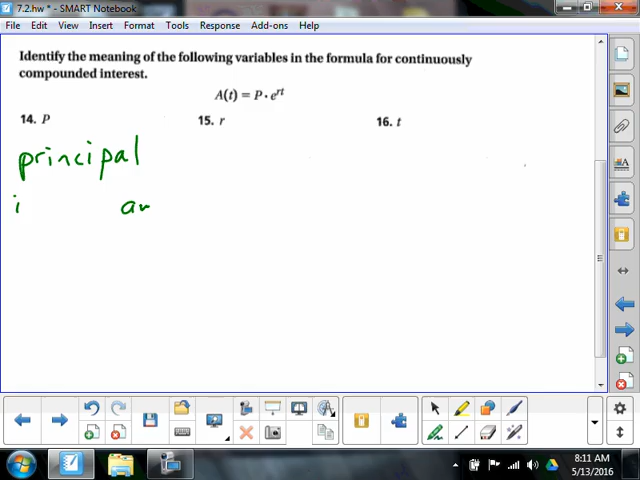 7.2.hw * - SMART Notebook
File Edit View Insert Format Tools Add-ons Help Respond
Identify the meaning of the following variables in the formula for continuously
compounded interest.
A(t) = P • e^rt
14. P 15. r 16. t
principal
i an
8:11 AM
5/13/2016